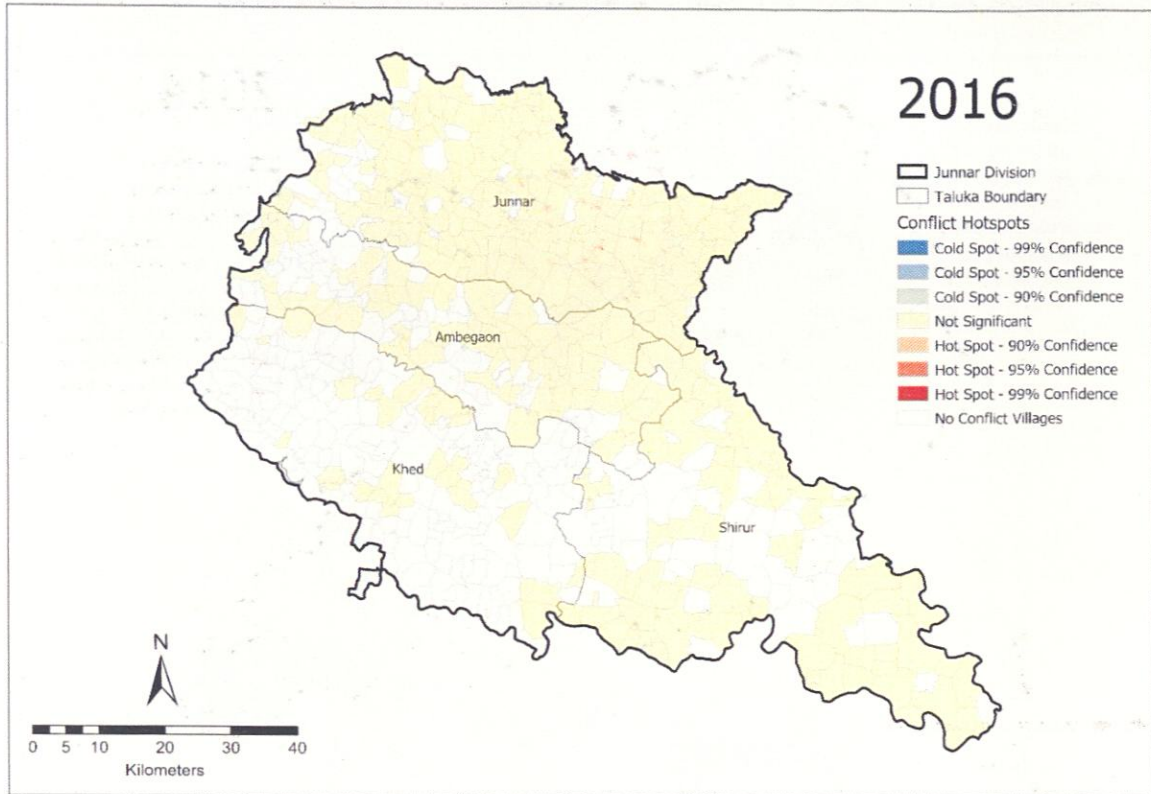 2016
Junnar Division
Taluka Boundary
Conflict Hotspots
Cold Spot - 99% Confidence
Cold Spot - 95% Confidence
Cold Spot - 90% Confidence
Not Significant
Hot Spot - 90% Confidence
Hot Spot - 95% Confidence
Hot Spot - 99% Confidence
No Conflict Villages
Junnar
Ambegaon
Khed
Shirur
N
0 5 10 20 30 40
Kilometers